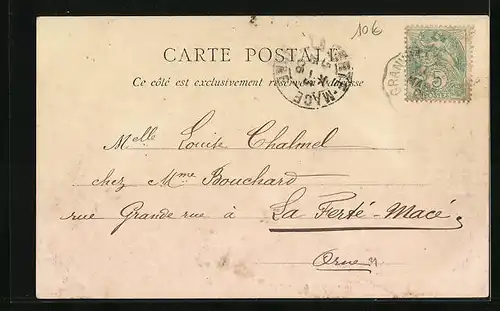 106
CARTE POSTALE
Ce côté est exclusivement réservé à l'adresse
5
Melle Louise Chalmel
chez Mme Bouchard
rue Grande rue à La Ferté-Macé,
Orne